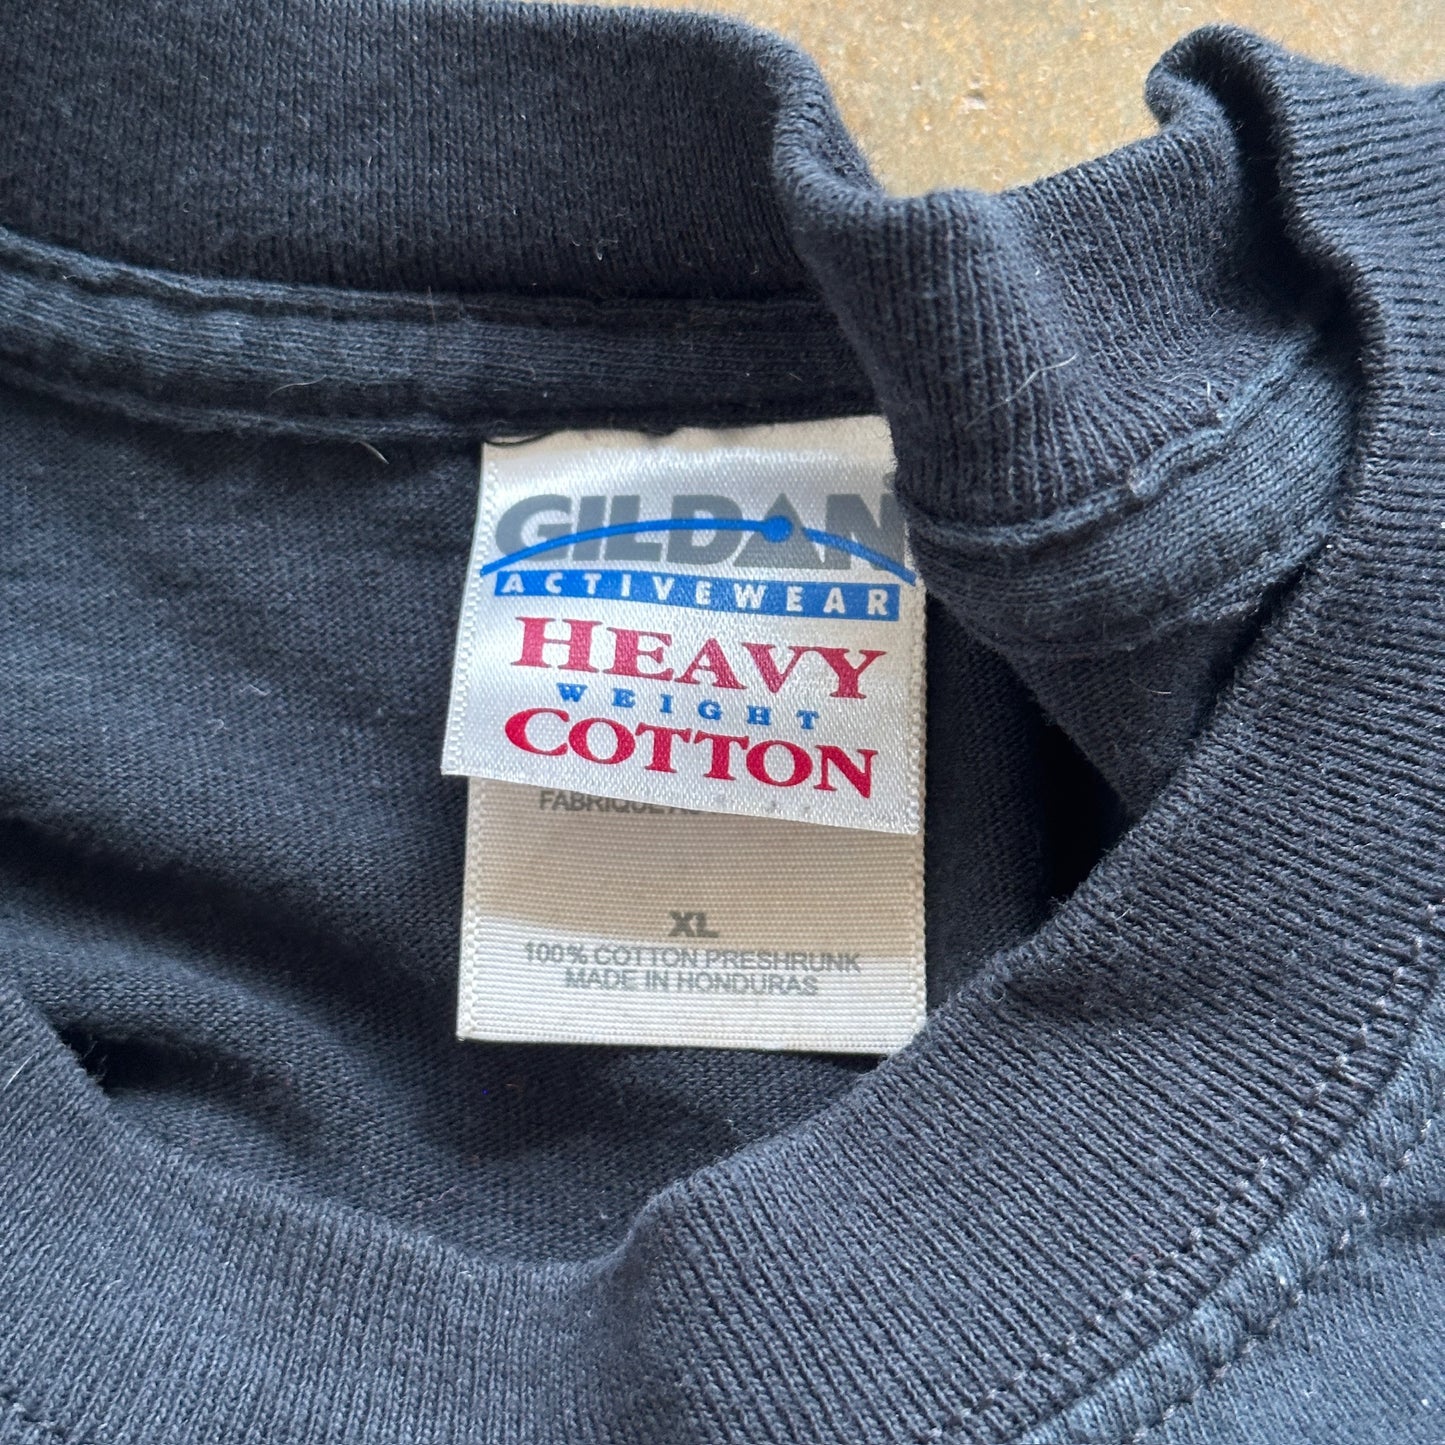 GILDAN
ACTIVEWEAR
HEAVY
WEIGHT
COTTON
XL
100% COTTON PRESHRUNK
MADE IN HONDURAS